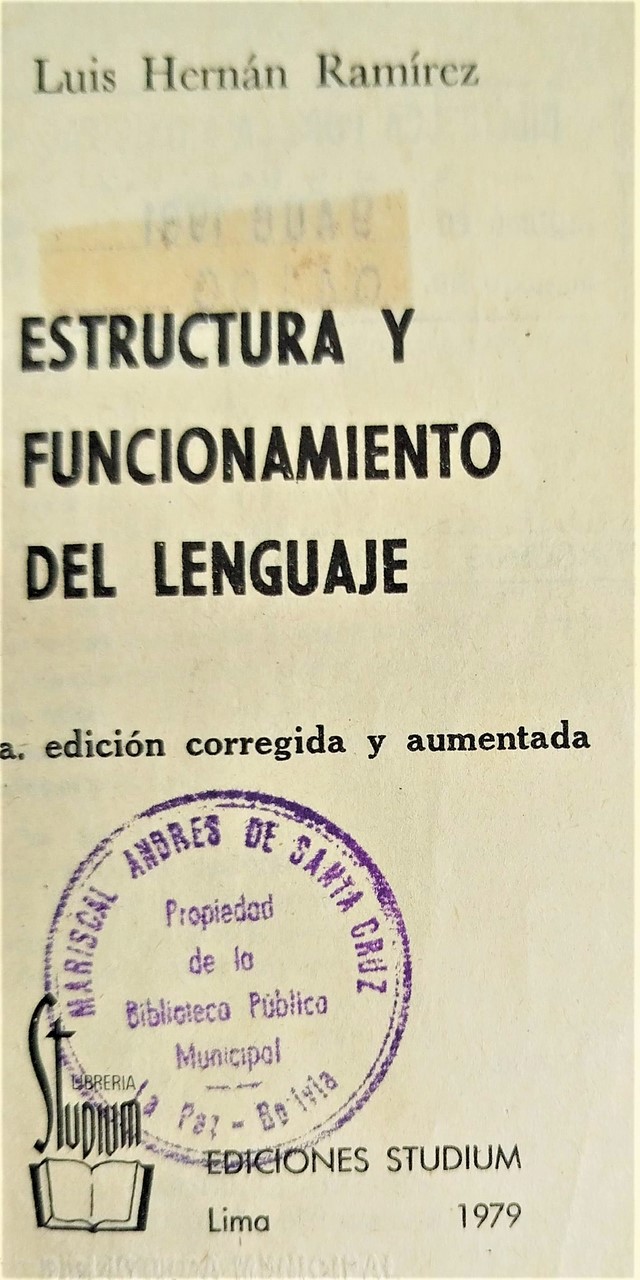 Luis Hernán Ramírez
ESTRUCTURA Y
FUNCIONAMIENTO
DEL LENGUAJE
a. edición corregida y aumentada
MARISCAL ANDRES DE SANTA CRUZ
Propiedad
de la
Biblioteca Pública
Municipal
La Paz - Bolivia
LIBRERIA
STUDIUM
EDICIONES STUDIUM
Lima 1979